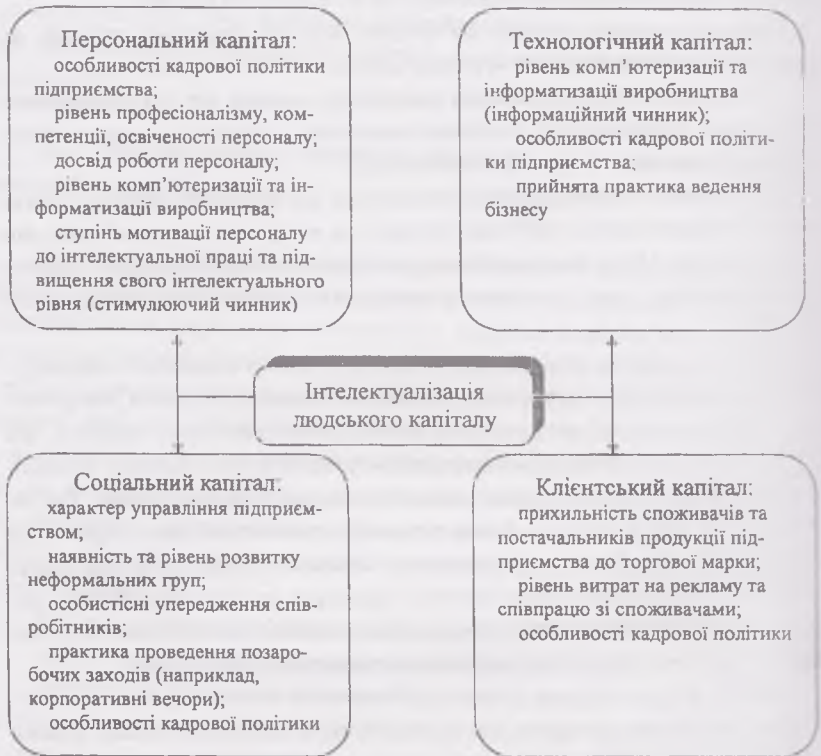 Персональний капітал:
особливості кадрової політики
підприємства;
рівень професіоналізму, ком-
петенції, освіченості персоналу;
досвід роботи персоналу;
рівень комп’ютеризації та ін-
форматизації виробництва;
ступінь мотивації персоналу
до інтелектуальної праці та під-
вищення свого інтелектуального
рівня (стимулюючий чинник)
Технологічний капітал:
рівень комп’ютеризації та
інформатизації виробництва
(інформаційний чинник);
особливості кадрової політи-
ки підприємства;
прийнята практика ведення
бізнесу
Інтелектуалізація
людського капіталу
Соціальний капітал:
характер управління підприєм-
ством;
наявність та рівень розвитку
неформальних груп;
особистісні упередження спів-
робітників;
практика проведення позаро-
бочих заходів (наприклад,
корпоративні вечори);
особливості кадрової політики
Клієнтський капітал:
прихильність споживачів та
постачальників продукції під-
приємства до торгової марки;
рівень витрат на рекламу та
співпрацю зі споживачами;
особливості кадрової політики